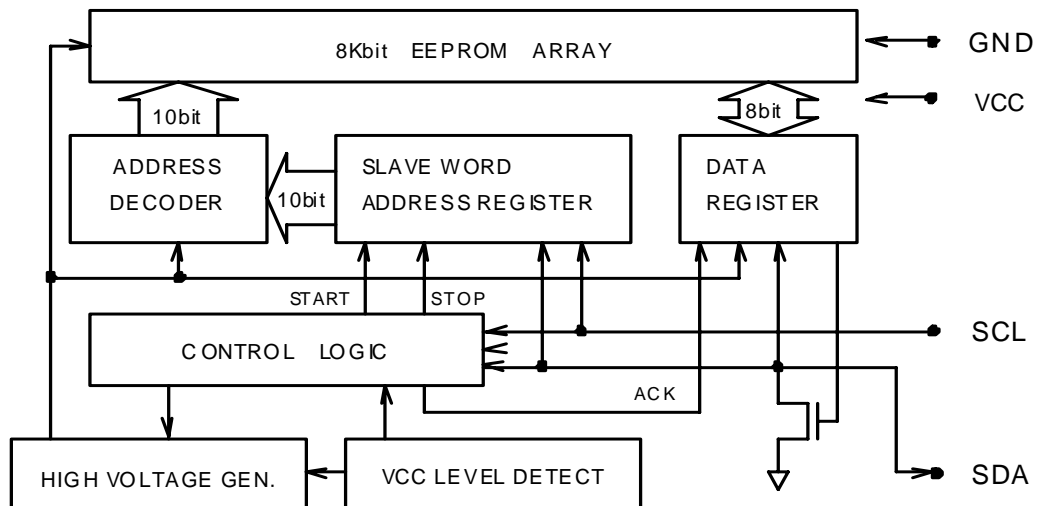 8Kbit EEPROM ARRAY
GND
VCC
10bit
8bit
ADDRESS
DECODER
10bit
SLAVE WORD
ADDRESS REGISTER
DATA
REGISTER
START
STOP
CONTROL LOGIC
SCL
ACK
HIGH VOLTAGE GEN.
VCC LEVEL DETECT
SDA